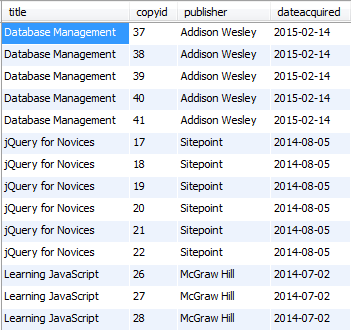 title copyid publisher dateacquired
Database Management 37 Addison Wesley 2015-02-14
Database Management 38 Addison Wesley 2015-02-14
Database Management 39 Addison Wesley 2015-02-14
Database Management 40 Addison Wesley 2015-02-14
Database Management 41 Addison Wesley 2015-02-14
jQuery for Novices 17 Sitepoint 2014-08-05
jQuery for Novices 18 Sitepoint 2014-08-05
jQuery for Novices 19 Sitepoint 2014-08-05
jQuery for Novices 20 Sitepoint 2014-08-05
jQuery for Novices 21 Sitepoint 2014-08-05
jQuery for Novices 22 Sitepoint 2014-08-05
Learning JavaScript 26 McGraw Hill 2014-07-02
Learning JavaScript 27 McGraw Hill 2014-07-02
Learning JavaScript 28 McGraw Hill 2014-07-02